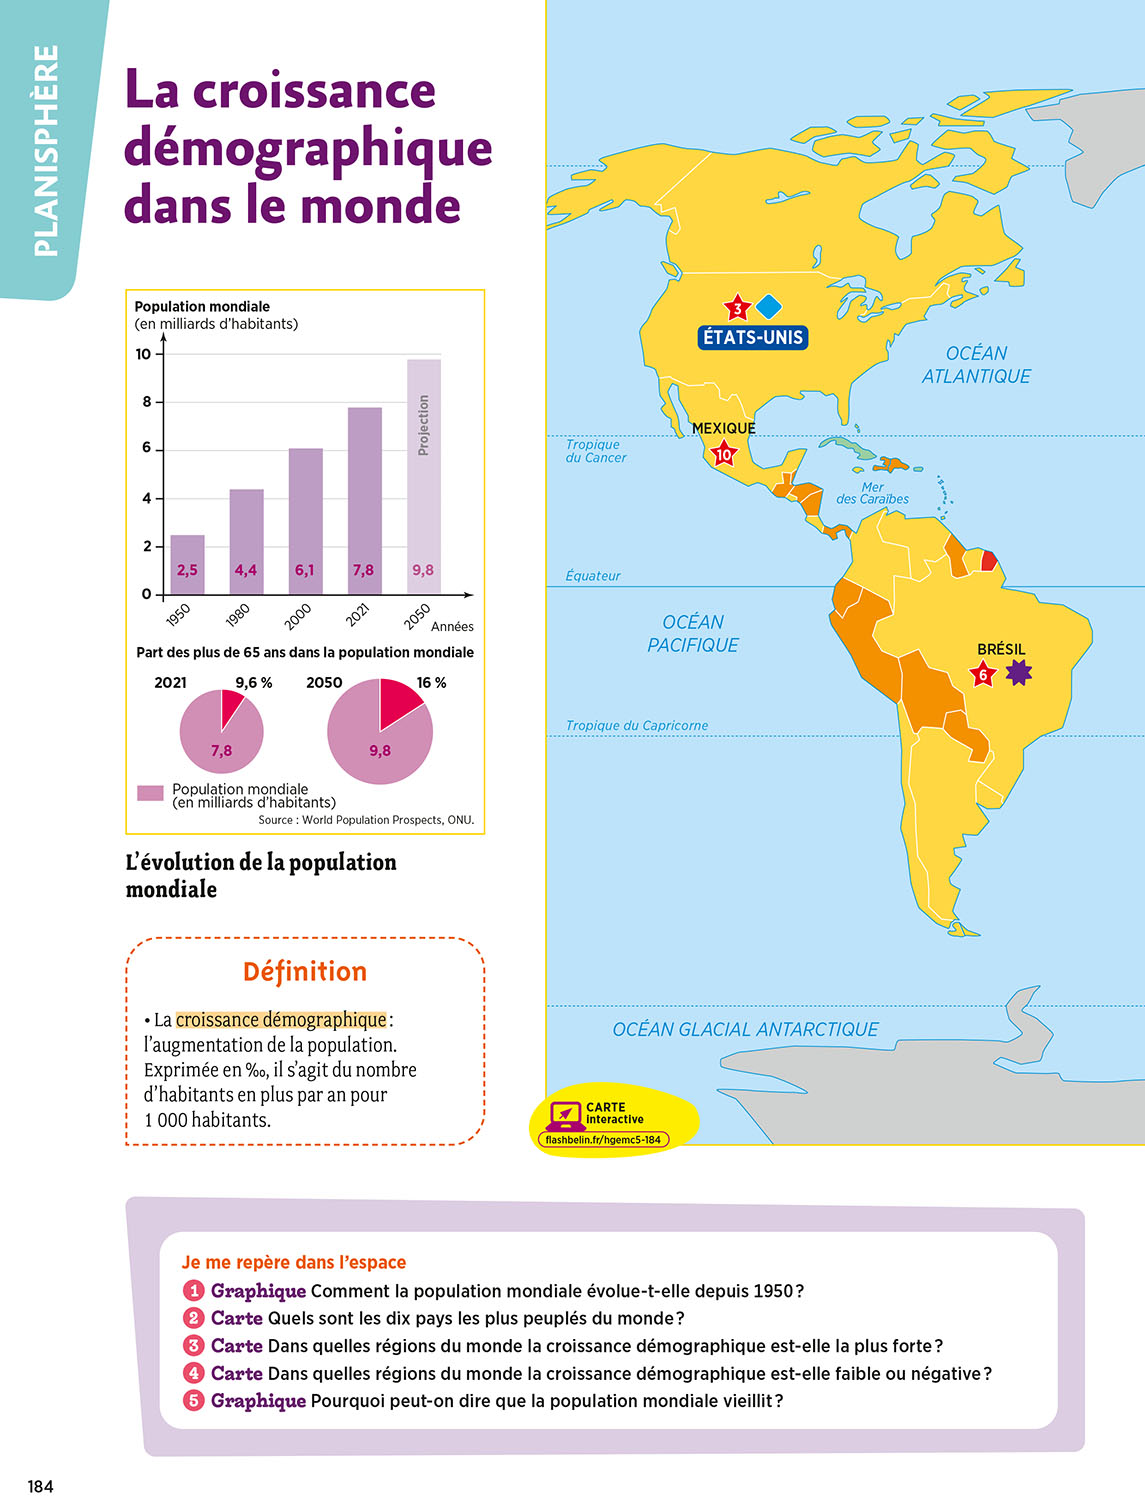 PLANISPHÈRE
La croissance
démographique
dans le monde
Population mondiale
(en milliards d'habitants)
10
8
6
4
2
0
2,5
4,4
6,1
7,8
9,8
Projection
1950
1980
2000
2021
2050
Années
Part des plus de 65 ans dans la population mondiale
2021
9,6 %
2050
16 %
7,8
9,8
Population mondiale
(en milliards d'habitants)
Source : World Population Prospects, ONU.
L'évolution de la population
mondiale
Définition
• La croissance démographique :
l'augmentation de la population.
Exprimée en ‰, il s'agit du nombre
d'habitants en plus par an pour
1 000 habitants.
3
ÉTATS-UNIS
OCÉAN
ATLANTIQUE
MEXIQUE
10
Tropique
du Cancer
Mer
des Caraïbes
Équateur
OCÉAN
PACIFIQUE
BRÉSIL
6
Tropique du Capricorne
OCÉAN GLACIAL ANTARCTIQUE
CARTE
interactive
flashbelin.fr/hgemc5-184
Je me repère dans l'espace
1 Graphique Comment la population mondiale évolue-t-elle depuis 1950 ?
2 Carte Quels sont les dix pays les plus peuplés du monde ?
3 Carte Dans quelles régions du monde la croissance démographique est-elle la plus forte ?
4 Carte Dans quelles régions du monde la croissance démographique est-elle faible ou négative ?
5 Graphique Pourquoi peut-on dire que la population mondiale vieillit ?
184